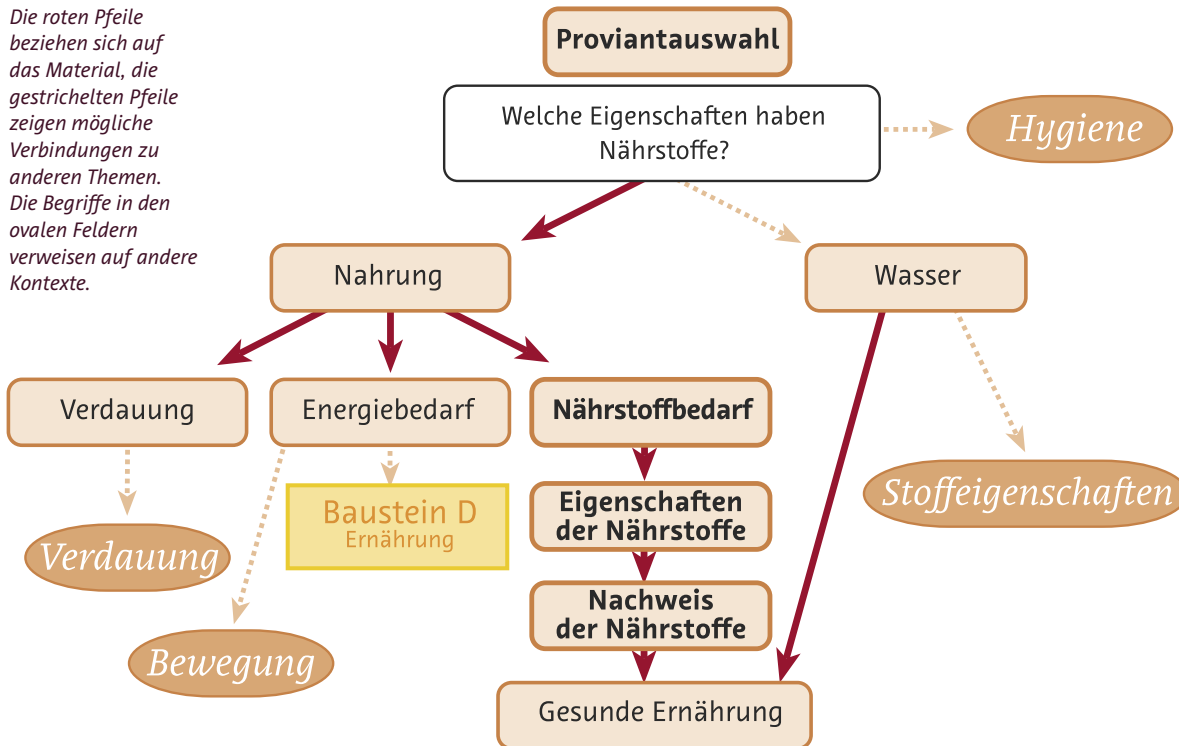 Die roten Pfeile
beziehen sich auf
das Material, die
gestrichelten Pfeile
zeigen mögliche
Verbindungen zu
anderen Themen.
Die Begriffe in den
ovalen Feldern
verweisen auf andere
Kontexte.
Proviantauswahl
Welche Eigenschaften haben
Nährstoffe?
Hygiene
Nahrung
Wasser
Verdauung
Energiebedarf
Nährstoffbedarf
Eigenschaften
der Nährstoffe
Stoffeigenschaften
Baustein D
Ernährung
Verdauung
Nachweis
der Nährstoffe
Bewegung
Gesunde Ernährung